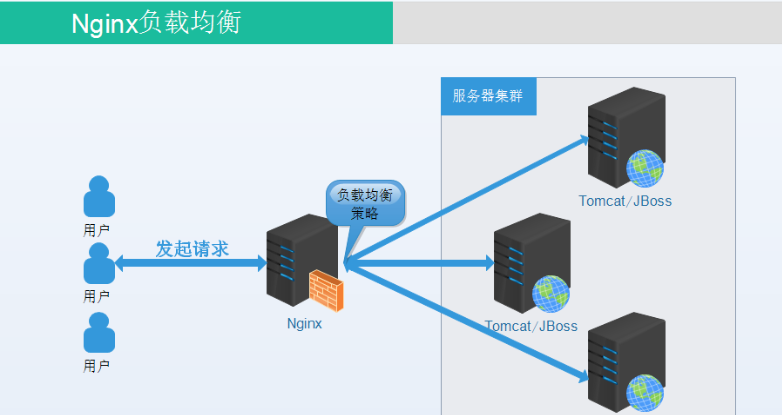 Nginx负载均衡
服务器集群
Tomcat/JBoss
负载均衡
策略
用户
发起请求
用户
Nginx
Tomcat/JBoss
用户